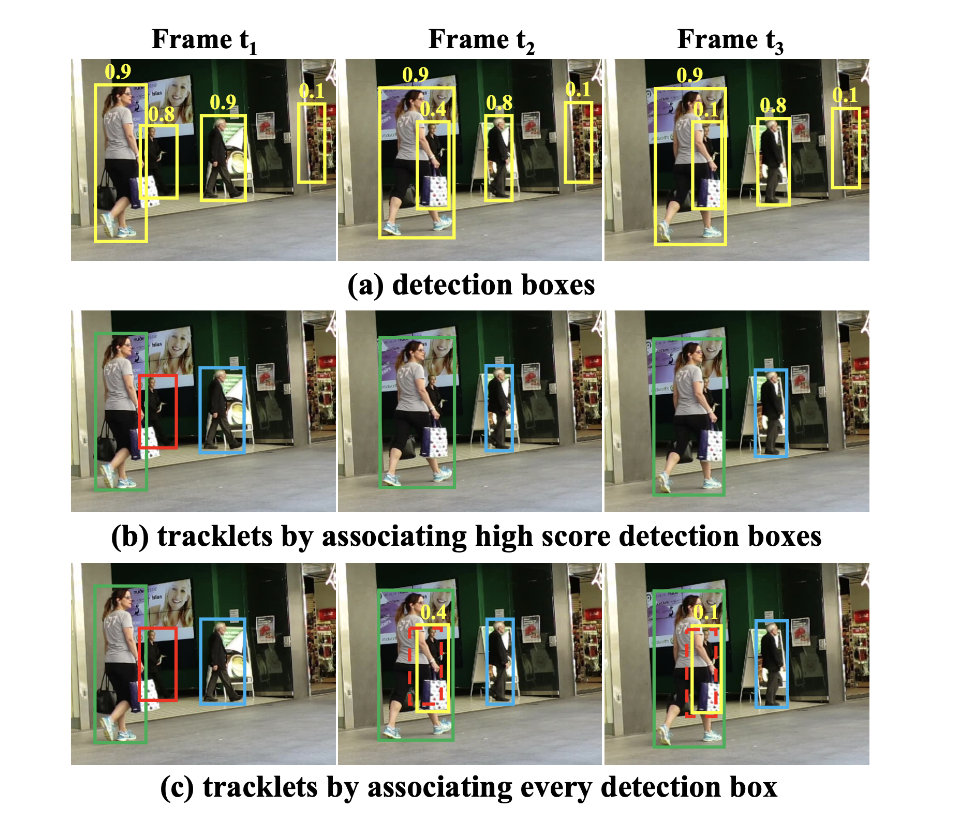 Frame t1 Frame t2 Frame t3
0.9 0.8 0.9 0.1 0.9 0.4 0.8 0.1 0.9 0.1 0.8 0.1
(a) detection boxes
(b) tracklets by associating high score detection boxes
0.4 0.1
(c) tracklets by associating every detection box